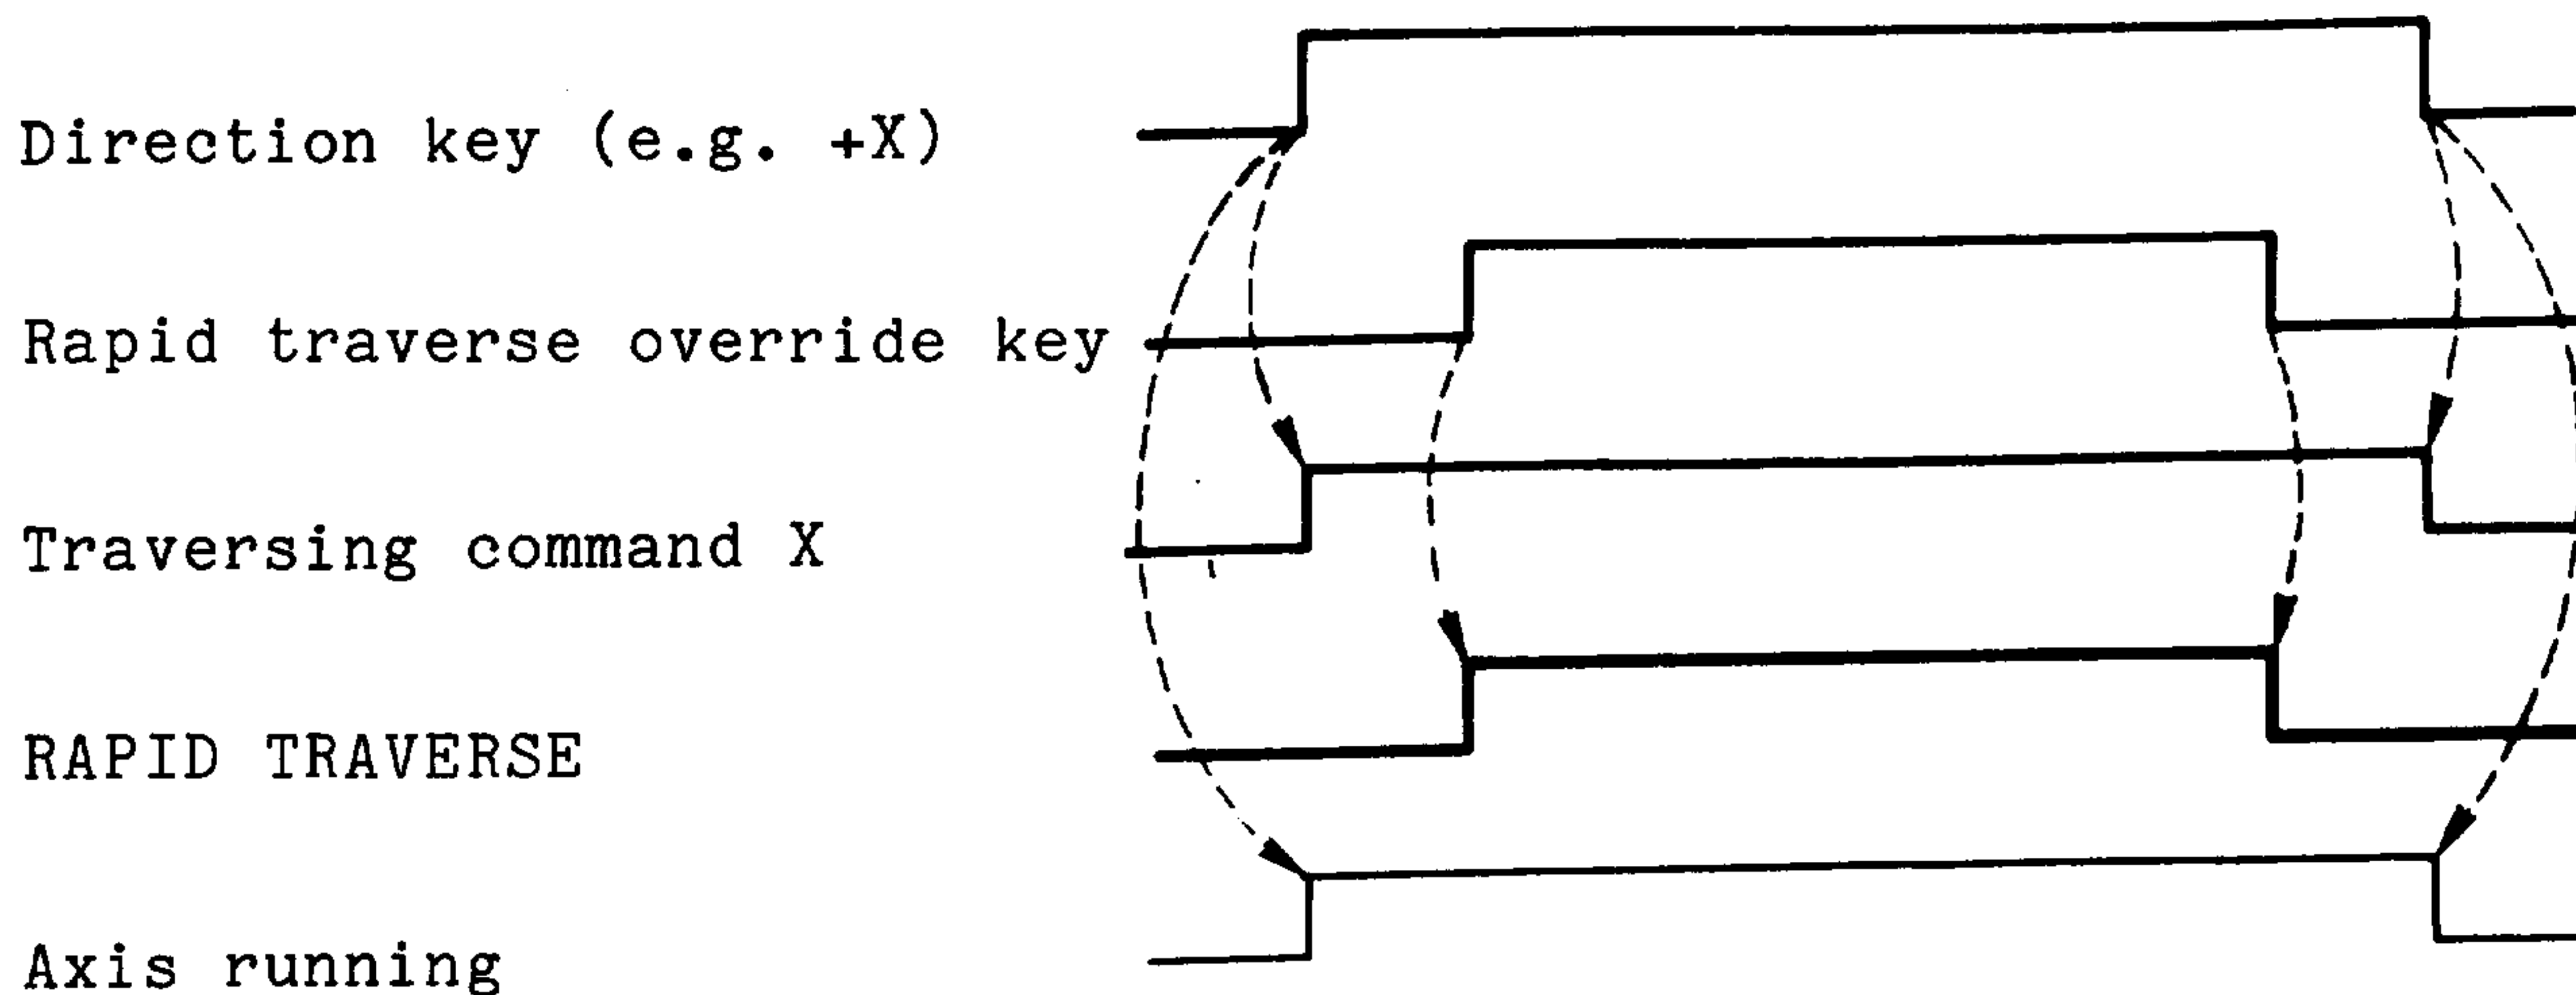 Direction key (e.g. +X)
Rapid traverse override key
Traversing command X
RAPID TRAVERSE
Axis running